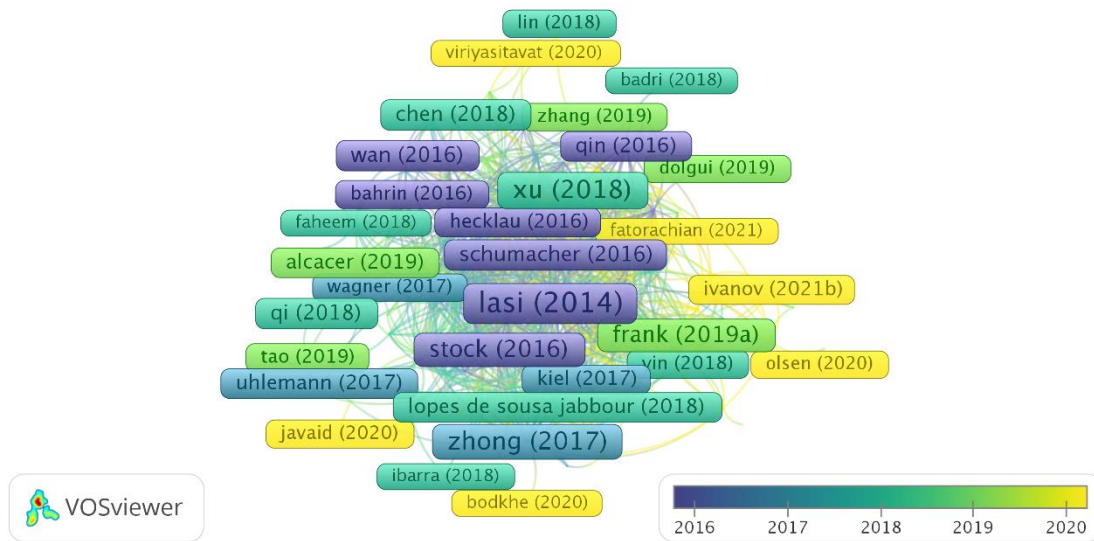 lin (2018)
viriyasitavat (2020)
badri (2018)
chen (2018)
zhang (2019)
wan (2016)
qin (2016)
dolgui (2019)
bahrin (2016)
xu (2018)
faheem (2018)
hecklau (2016)
fatorachian (2021)
alcacer (2019)
schumacher (2016)
wagner (2017)
lasi (2014)
ivanov (2021b)
qi (2018)
frank (2019a)
stock (2016)
tao (2019)
yin (2018)
olsen (2020)
uhlemann (2017)
kiel (2017)
lopes de sousa jabbour (2018)
javaid (2020)
zhong (2017)
ibarra (2018)
bodkhe (2020)
VOSviewer
2016 2017 2018 2019 2020